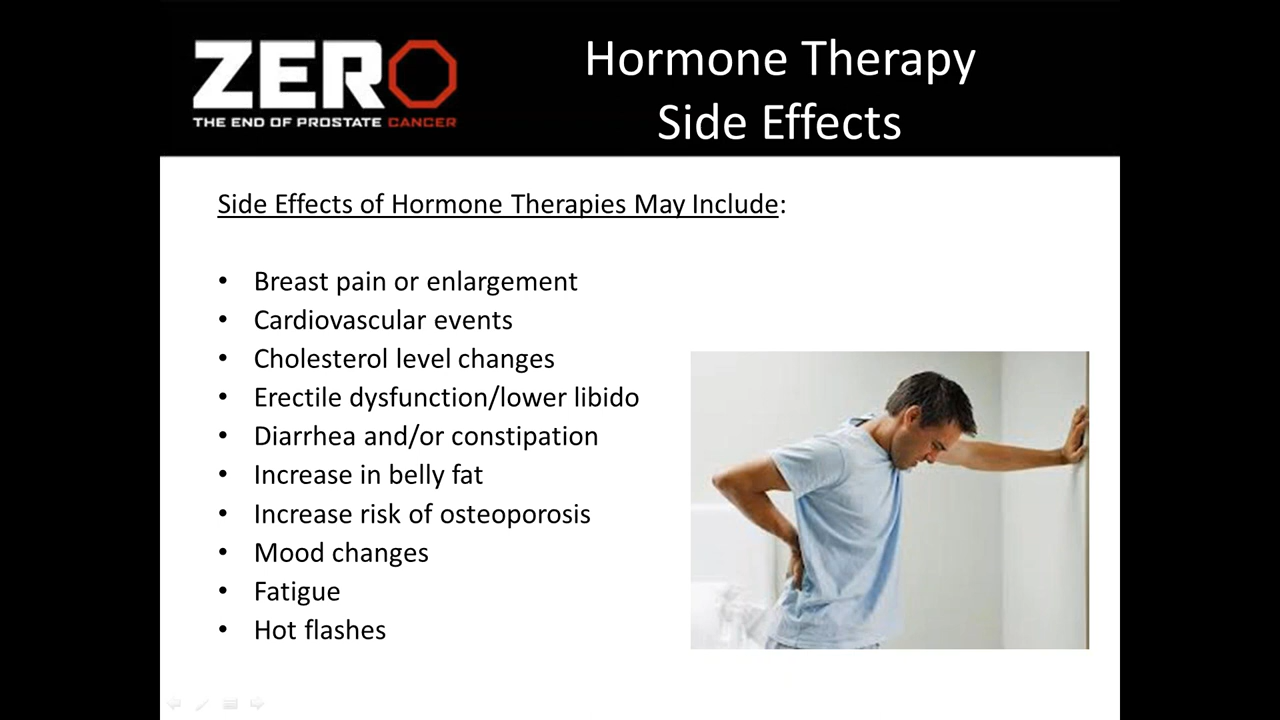 ZERO
THE END OF PROSTATE CANCER
Hormone Therapy
Side Effects
Side Effects of Hormone Therapies May Include:
• Breast pain or enlargement
• Cardiovascular events
• Cholesterol level changes
• Erectile dysfunction/lower libido
• Diarrhea and/or constipation
• Increase in belly fat
• Increase risk of osteoporosis
• Mood changes
• Fatigue
• Hot flashes